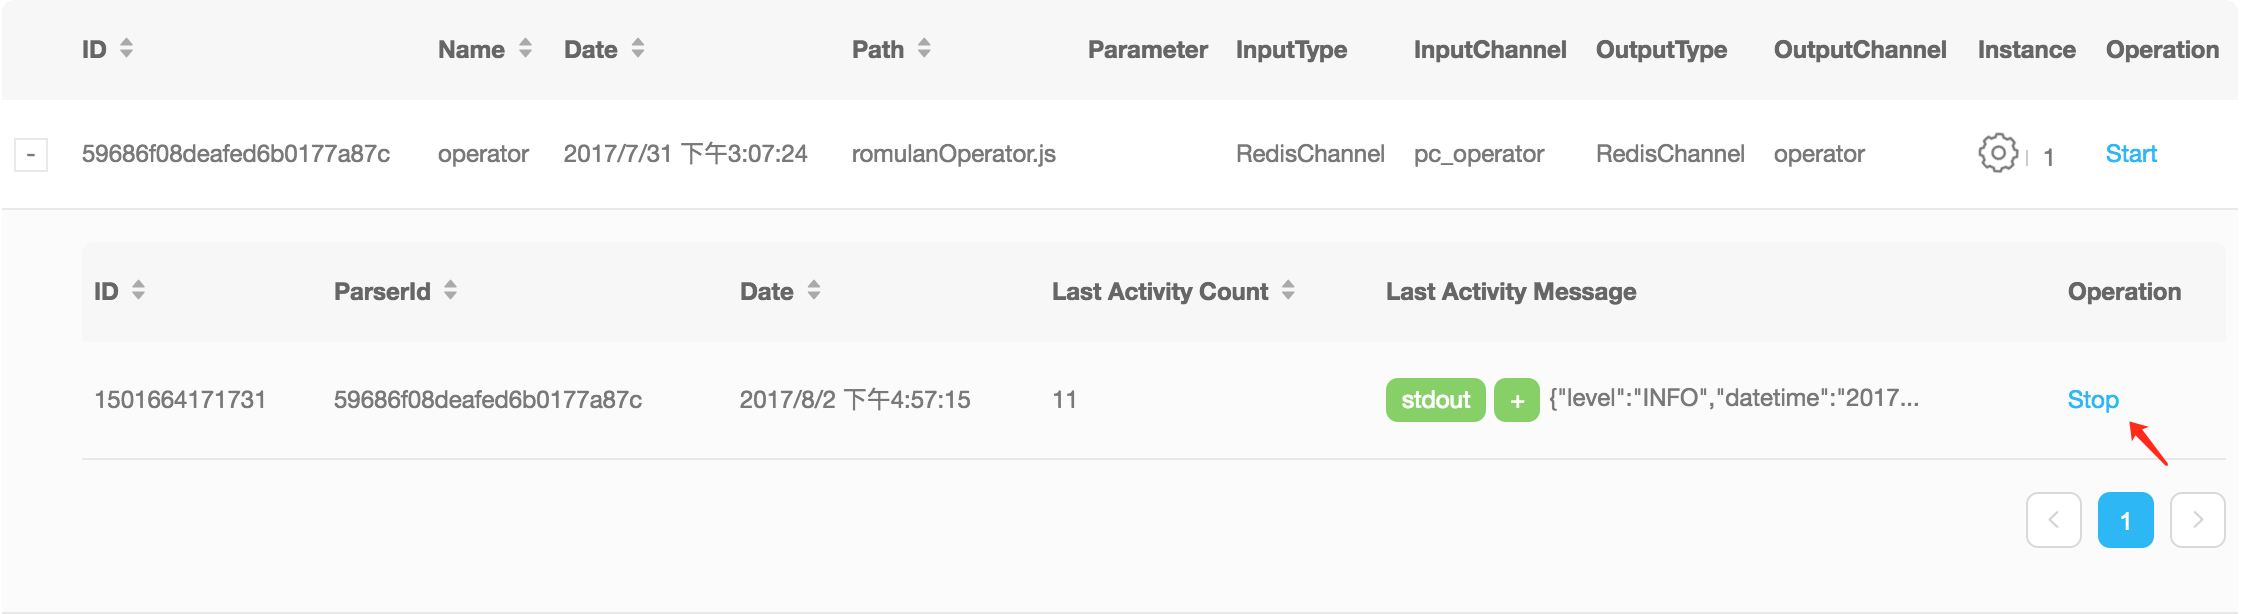 ID Name Date Path Parameter InputType InputChannel OutputType OutputChannel Instance Operation
- 59686f08deafed6b0177a87c operator 2017/7/31 下午3:07:24 romulanOperator.js RedisChannel pc_operator RedisChannel operator 1 Start
ID ParserId Date Last Activity Count Last Activity Message Operation
1501664171731 59686f08deafed6b0177a87c 2017/8/2 下午4:57:15 11 stdout + {"level":"INFO","datetime":"2017... Stop
< 1 >